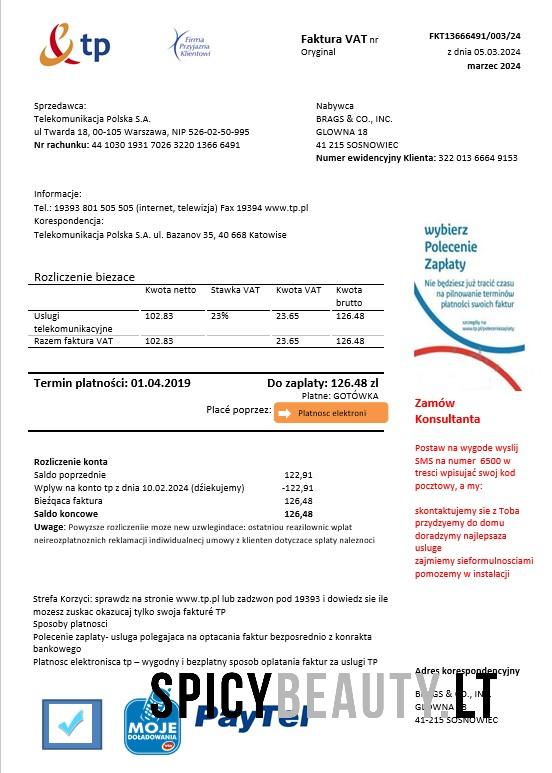 tp
Firma
Przyjazna
Klientowi
Faktura VAT nr
Oryginal
FKT13666491/003/24
z dnia 05.03.2024
marzec 2024
Sprzedawca:
Telekomunikacja Polska S.A.
ul Twarda 18, 00-105 Warszawa, NIP 526-02-50-995
Nr rachunku: 44 1030 1931 7026 3220 1366 6491
Nabywca
BRAGS & CO., INC.
GLOWNA 18
41 215 SOSNOWIEC
Numer ewidencyjny Klienta: 322 013 6664 9153
Informacje:
Tel.: 19393 801 505 505 (internet, telewizja) Fax 19394 www.tp.pl
Korespondencja:
Telekomunikacja Polska S.A. ul. Bazanov 35, 40 668 Katowise
wybierz
Polecenie
Zapłaty
Nie będziesz już tracić czasu
na pilnowanie terminów
płatności swoich faktur
szczegóły na
www.tp.pl/poleceniezaplaty
Rozliczenie biezace
Kwota netto Stawka VAT Kwota VAT Kwota
brutto
Uslugi 102.83 23% 23.65 126.48
telekomunikacyjne
Razem faktura VAT 102.83 23.65 126.48
Termin platności: 01.04.2019 Do zaplaty: 126.48 zl
Platne: GOTÓWKA
Placé poprzez: Platnosc elektroni
Zamów
Konsultanta
Postaw na wygode wyslij
SMS na numer 6500 w
tresci wpisujać swoj kod
pocztowy, a my:
skontaktujemy sie z Toba
przydzyemy do domu
doradzymy najlepsza
usluge
zajmiemy sieformulnosciami
pomozemy w instalacji
Rozliczenie konta
Saldo poprzednie 122,91
Wplyw na konto tp z dnia 10.02.2024 (dziekujemy) -122,91
Bieżąca faktura 126,48
Saldo koncowe 126,48
Uwage: Powyzsze rozliczenie moze new uzwlegindace: ostatniou reazilownic wplat
neirozplatnoznich reklamacji individualnecj umowy z klienten dotyczace splaty naleznoci
Strefa Korzyci: sprawdz na stronie www.tp.pl lub zadzwon pod 19393 i dowiedz sie ile
mozesz zuskac okazucaj tylko swoja fakturé TP
Sposoby platnosci
Polecenie zaplaty- usluga polegajaca na optacania faktur bezposrednio z konrakta
bankowego
Platnosc elektronisca tp – wygodny i bezplatny sposob oplatania faktur za uslugi TP
Adres korespondencyjny
BRAGS & CO., INC.
GLOWNA 18
41-215 SOSNOWIEC
MOJE
DOŁADOWANIA
PayTel
SPICYBEAUTY.LT